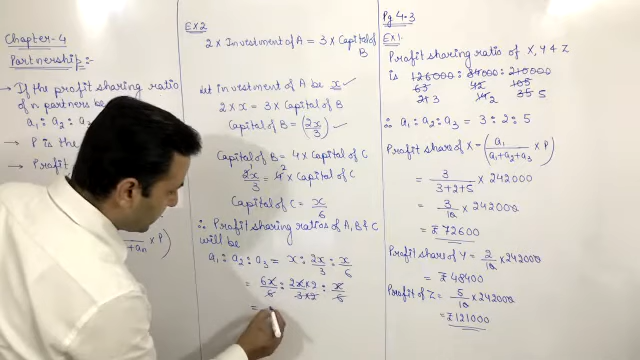 Chapter-4
Partnership:-
→ If the profit sharing ratio
of n partners be
a₁ : a₂ : a₃
→ P is the
→ Profit
+aₙ × P)
EX 2
2 × Investment of A = 3 × Capital of
B
Let investment of A be x ✓
2 × x = 3 × Capital of B
Capital of B = (2x/3) ✓
Capital of B = 4 × Capital of C
2x/3 = 4² × Capital of C
Capital of C = x/6
∴ Profit sharing ratios of A, B & C
will be
a₁ : a₂ : a₃ = x : 2x/3 : x/6
= 6x/6 : 2x×2/3×2 : x/6
=
Pg 4.3
EX 1:
Profit sharing ratio of X, Y & Z
is 126000 : 84000 : 210000
63 42 105
21 3 14 2 35 5
∴ a₁ : a₂ : a₃ = 3 : 2 : 5
Profit share of X = (a₁/a₁+a₂+a₃ × P)
= 3/3+2+5 × 242000
= 3/10 × 242000
= ₹ 72600
Profit share of Y = 2/10 × 242000
= ₹ 48400
Profit of Z = 5/10 × 242000
= ₹ 121000